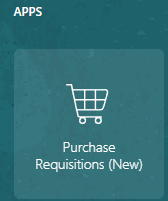 APPS
Purchase
Requisitions (New)